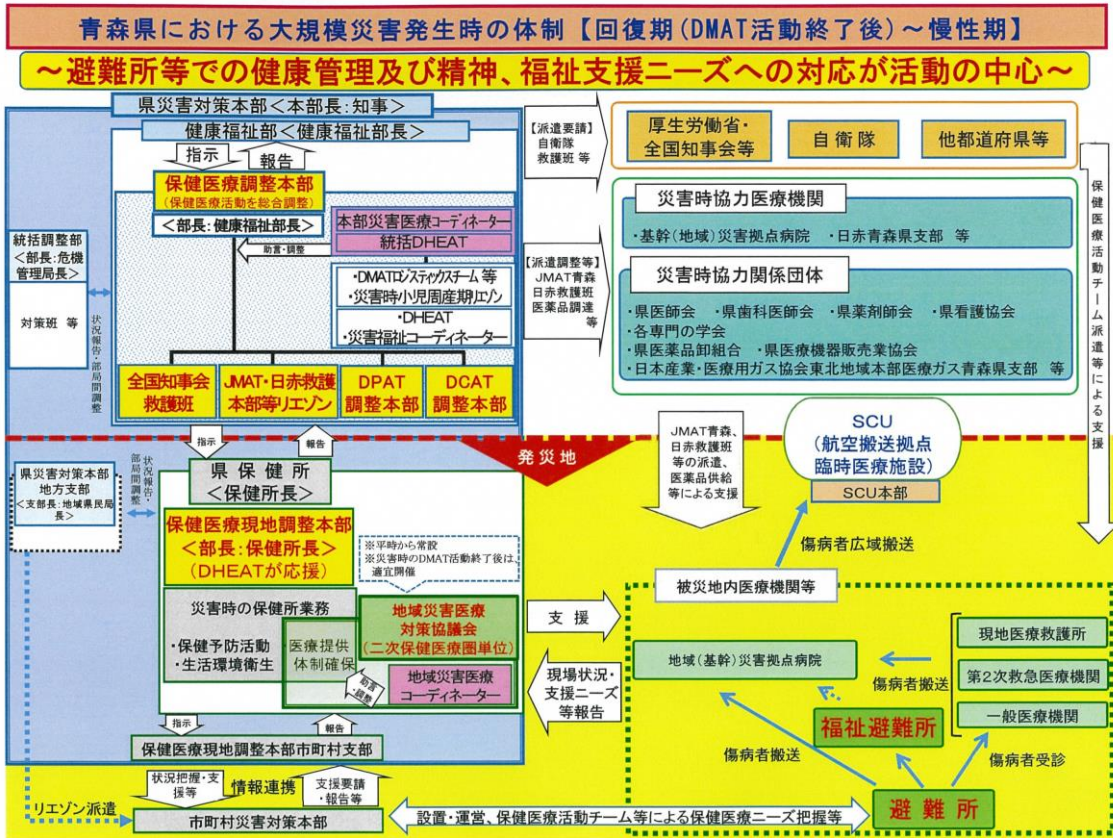 青森県における大規模災害発生時の体制【回復期(DMAT活動終了後)～慢性期】
～避難所等での健康管理及び精神、福祉支援ニーズへの対応が活動の中心～
県災害対策本部<本部長:知事>
健康福祉部<健康福祉部長>
指示
報告
保健医療調整本部
(保健医療活動を総合調整)
<部長:健康福祉部長>
本部災害医療コーディネーター
統括DHEAT
助言・調整
・DMATロジスティックスチーム 等
・災害時小児周産期リエゾン
・DHEAT
・災害福祉コーディネーター
統括調整部
<部長:危機
管理局長>
対策班 等
状況報告・部局間調整
全国知事会
救護班
JMAT・日赤救護
本部等リエゾン
DPAT
調整本部
DCAT
調整本部
【派遣要請】
自衛隊
救護班 等
厚生労働省・
全国知事会等
自衛隊
他都道府県等
【派遣調整等】
JMAT青森
日赤救護班
医薬品調達
等
災害時協力医療機関
・基幹(地域)災害拠点病院 ・日赤青森県支部 等
災害時協力関係団体
・県医師会 ・県歯科医師会 ・県薬剤師会 ・県看護協会
・各専門の学会
・県医薬品卸組合 ・県医療機器販売業協会
・日本産業・医療用ガス協会東北地域本部医療ガス青森県支部 等
保健医療活動チーム派遣等による支援
指示
報告
発災地
JMAT青森、
日赤救護班
等の派遣、
医薬品供給
等による支援
SCU
(航空搬送拠点
臨時医療施設)
SCU本部
県災害対策本部
地方支部
<支部長:地域県民局
長>
状況報告・
部局間調整
県保健所
<保健所長>
保健医療現地調整本部
<部長:保健所長>
(DHEATが応援)
※平時から常設
※災害時のDMAT活動終了後は、
適宜開催
災害時の保健所業務
・保健予防活動
・生活環境衛生
医療提供
体制確保
地域災害医療
対策協議会
(二次保健医療圏単位)
助言・調整
地域災害医療
コーディネーター
支援
現場状況・
支援ニーズ
等報告
傷病者広域搬送
被災地内医療機関等
地域(基幹)災害拠点病院
傷病者搬送
現地医療救護所
第2次救急医療機関
一般医療機関
福祉避難所
傷病者搬送
傷病者受診
避難所
指示
報告
保健医療現地調整本部市町村支部
状況把握・支
援等
情報連携
支援要請
・報告等
リエゾン派遣
市町村災害対策本部
設置・運営、保健医療活動チーム等による保健医療ニーズ把握等